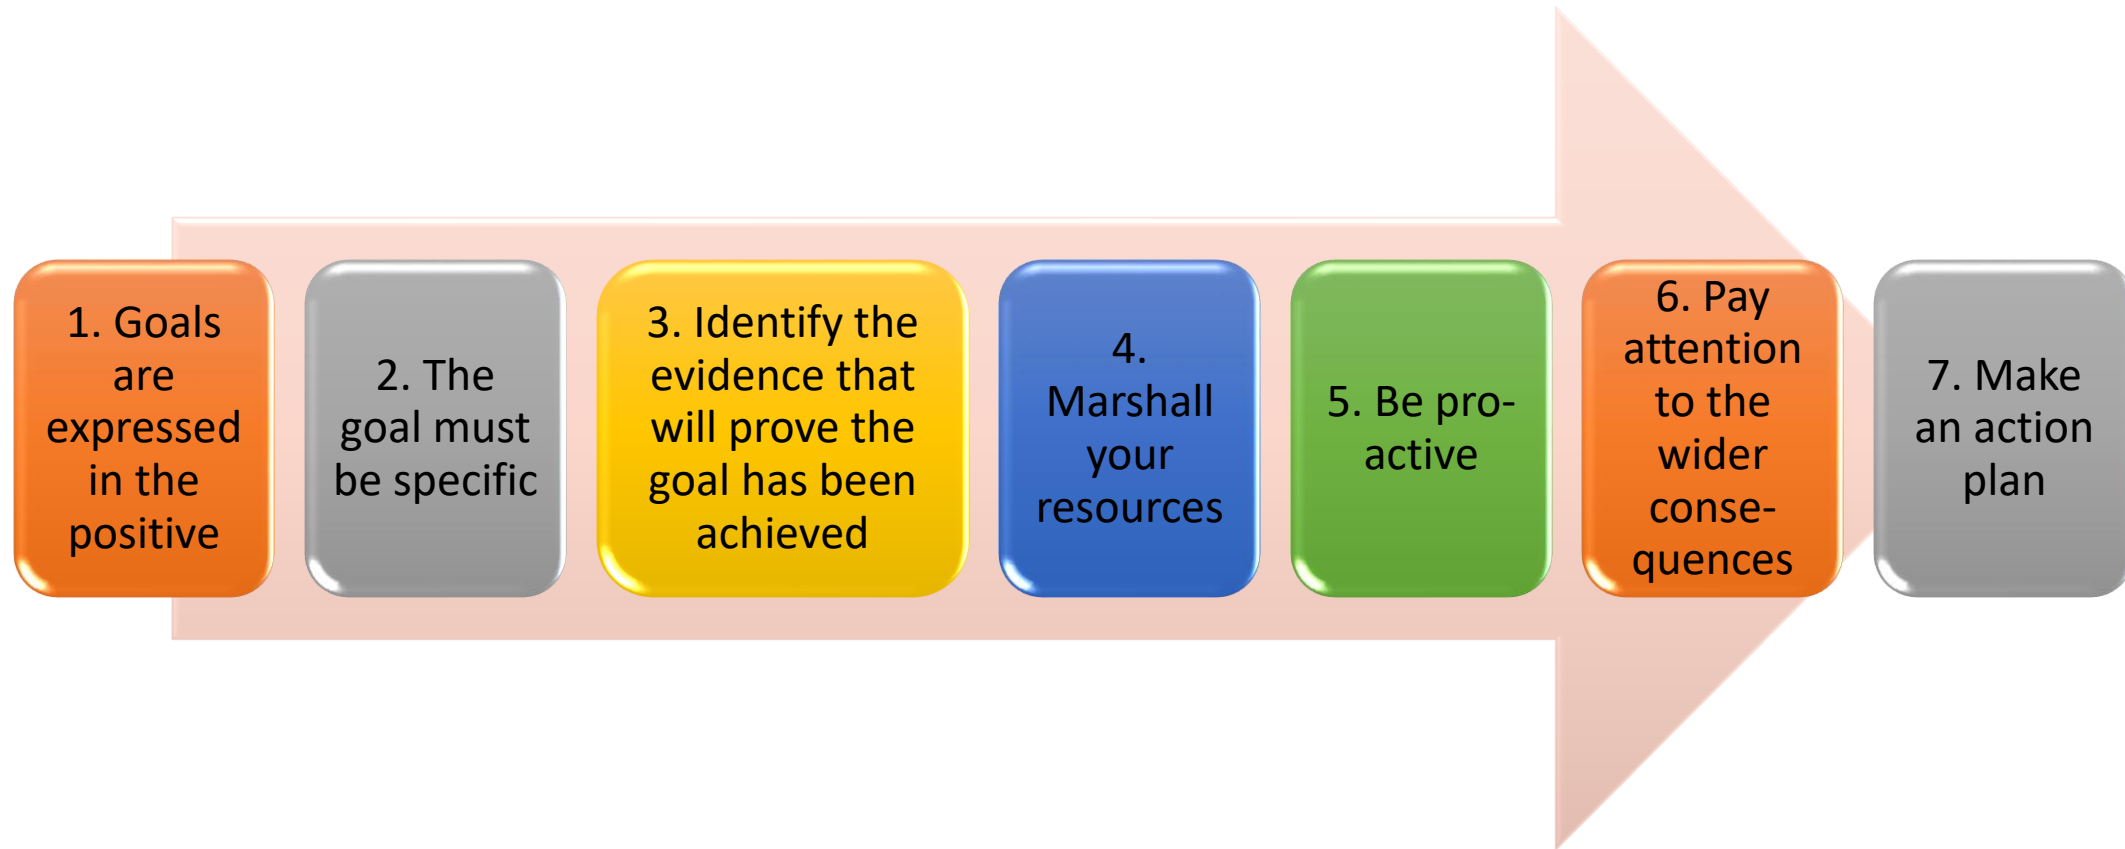 1. Goals
are
expressed
in the
positive
2. The
goal must
be specific
3. Identify the
evidence that
will prove the
goal has been
achieved
4.
Marshall
your
resources
5. Be pro-
active
6. Pay
attention
to the
wider
conse-
quences
7. Make
an action
plan